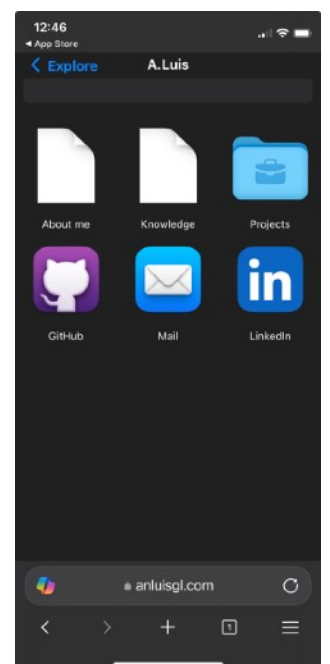 12:46
◀ App Store
Explore
A.Luis
About me
Knowledge
Projects
GitHub
Mail
LinkedIn
in
anluisgl.com
1